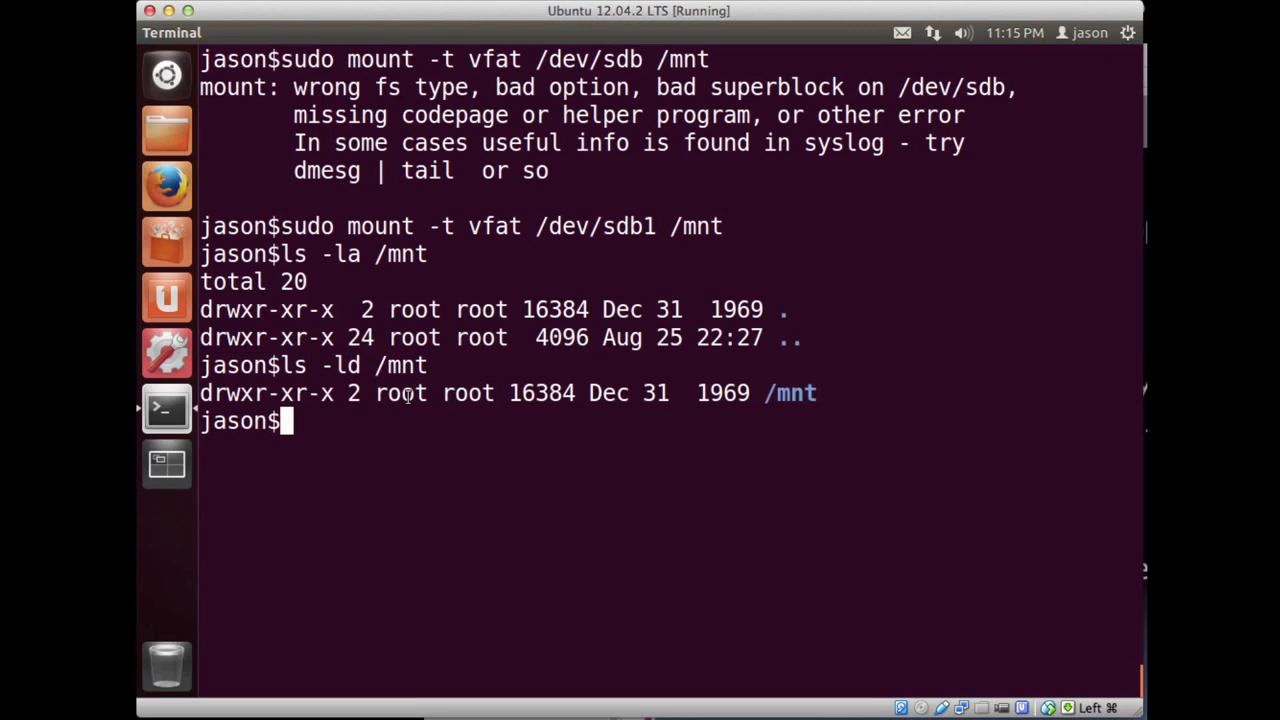 Ubuntu 12.04.2 LTS [Running]
Terminal
11:15 PM
jason
jason$sudo mount -t vfat /dev/sdb /mnt
mount: wrong fs type, bad option, bad superblock on /dev/sdb,
missing codepage or helper program, or other error
In some cases useful info is found in syslog - try
dmesg | tail  or so
jason$sudo mount -t vfat /dev/sdb1 /mnt
jason$ls -la /mnt
total 20
drwxr-xr-x  2 root root 16384 Dec 31  1969 .
drwxr-xr-x 24 root root  4096 Aug 25 22:27 ..
jason$ls -ld /mnt
drwxr-xr-x 2 root root 16384 Dec 31  1969 /mnt
jason$
Left ⌘